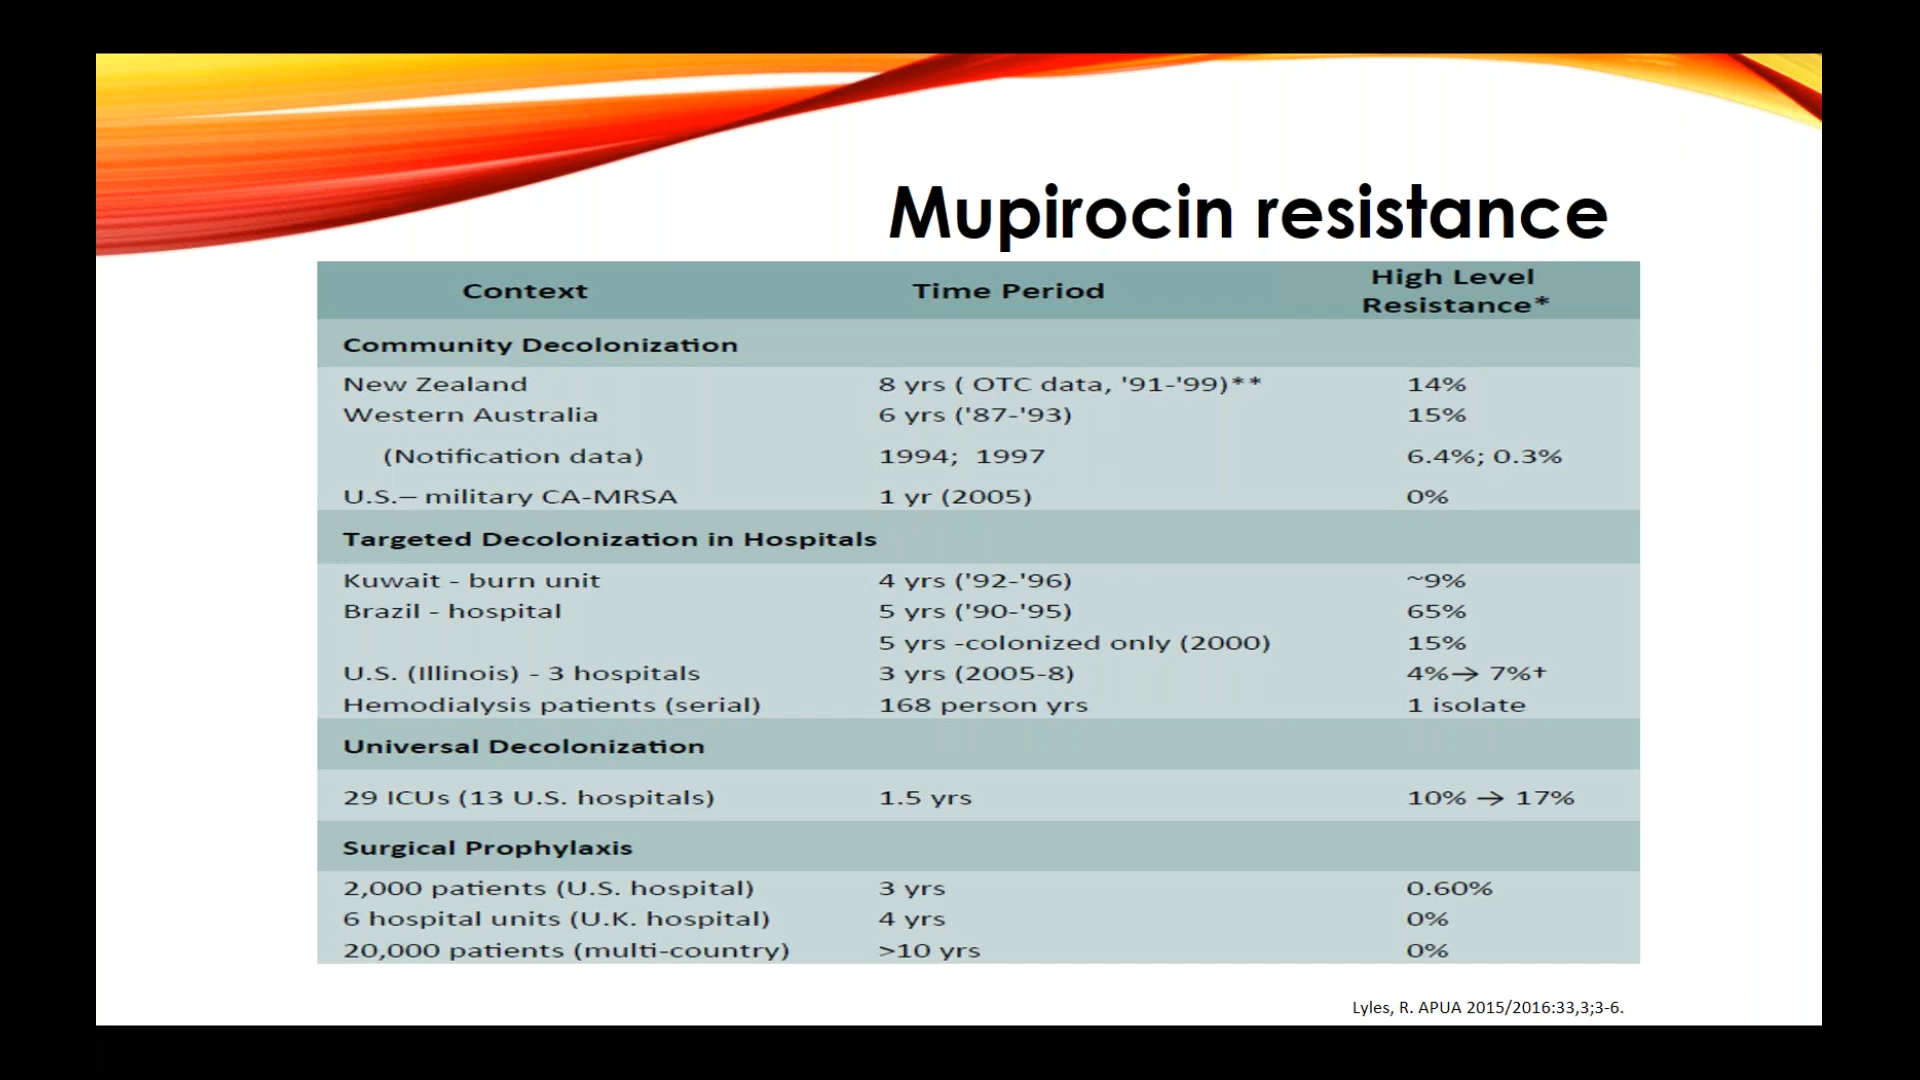 Mupirocin resistance
Context Time Period High Level Resistance*
Community Decolonization
New Zealand 8 yrs ( OTC data, '91-'99)** 14%
Western Australia 6 yrs ('87-'93) 15%
(Notification data) 1994; 1997 6.4%; 0.3%
U.S.– military CA-MRSA 1 yr (2005) 0%
Targeted Decolonization in Hospitals
Kuwait - burn unit 4 yrs ('92-'96) ~9%
Brazil - hospital 5 yrs ('90-'95) 65%
5 yrs -colonized only (2000) 15%
U.S. (Illinois) - 3 hospitals 3 yrs (2005-8) 4%→ 7%†
Hemodialysis patients (serial) 168 person yrs 1 isolate
Universal Decolonization
29 ICUs (13 U.S. hospitals) 1.5 yrs 10% → 17%
Surgical Prophylaxis
2,000 patients (U.S. hospital) 3 yrs 0.60%
6 hospital units (U.K. hospital) 4 yrs 0%
20,000 patients (multi-country) >10 yrs 0%
Lyles, R. APUA 2015/2016:33,3;3-6.